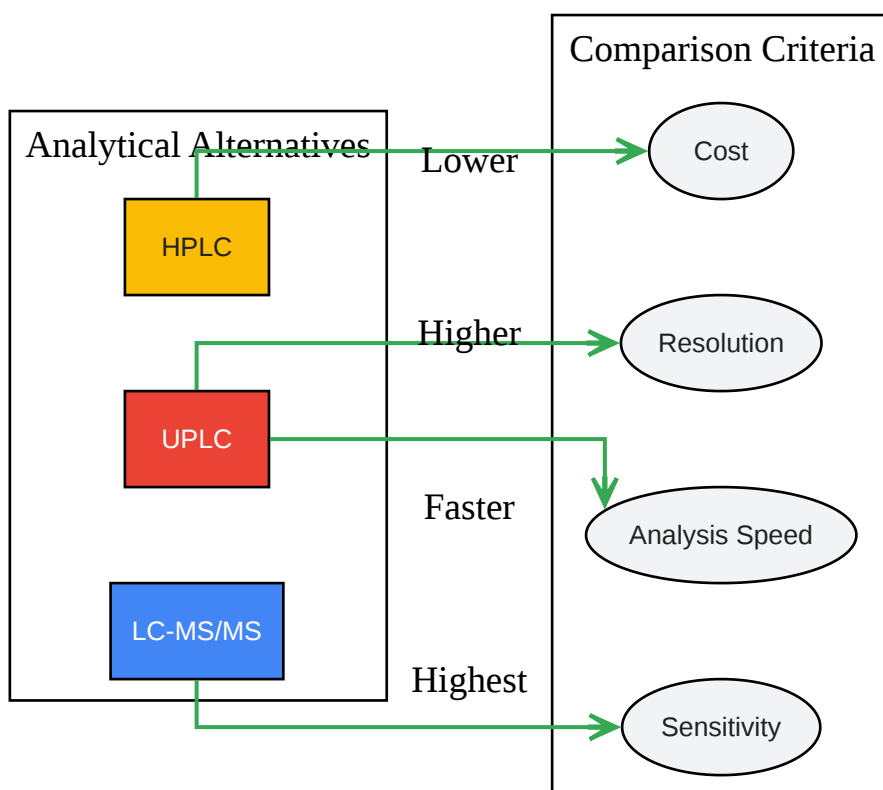 Comparison Criteria
Analytical Alternatives
Lower
Cost
HPLC
Higher
Resolution
UPLC
Faster
Analysis Speed
LC-MS/MS
Highest
Sensitivity